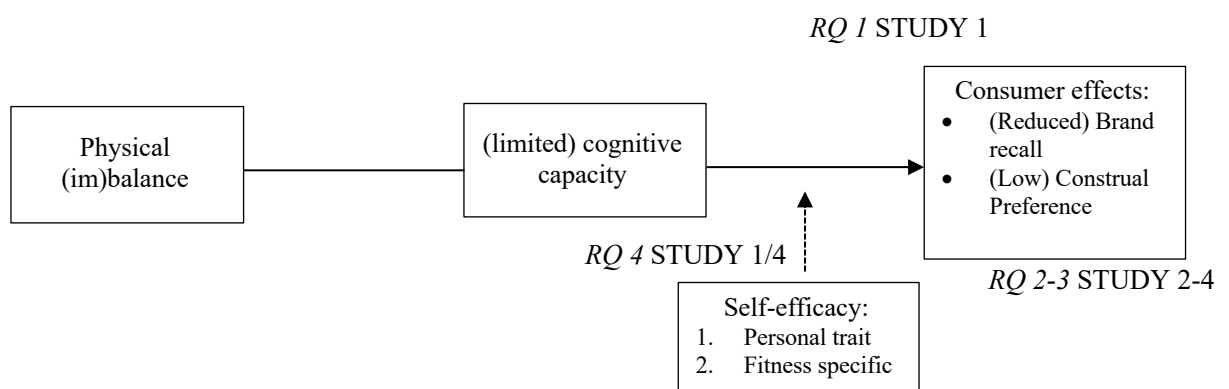 RQ 1 STUDY 1
Physical
(im)balance
(limited) cognitive
capacity
Consumer effects:
• (Reduced) Brand
recall
• (Low) Construal
Preference
RQ 4 STUDY 1/4
RQ 2-3 STUDY 2-4
Self-efficacy:
1. Personal trait
2. Fitness specific